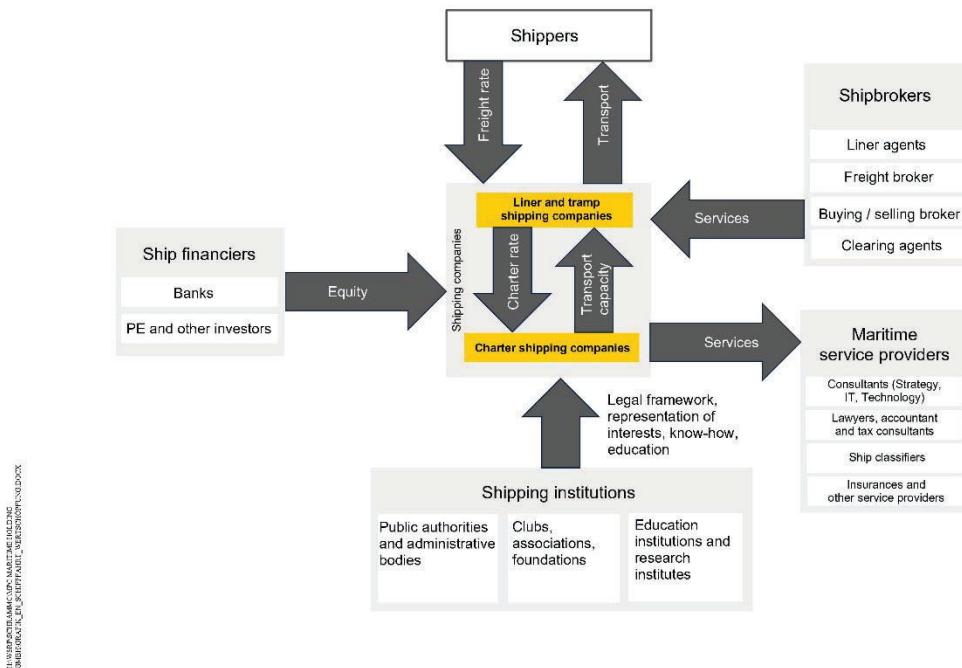 Shippers
Freight rate
Transport
Shipbrokers
Liner agents
Freight broker
Buying / selling broker
Clearing agents
Services
Shipping companies
Liner and tramp
shipping companies
Charter rate
Transport
capacity
Charter shipping companies
Ship financiers
Banks
PE and other investors
Equity
Services
Maritime
service providers
Consultants (Strategy,
IT, Technology)
Lawyers, accountant
and tax consultants
Ship classifiers
Insurances and
other service providers
Legal framework,
representation of
interests, know-how,
education
Shipping institutions
Public authorities
and administrative
bodies
Clubs,
associations,
foundations
Education
institutions and
research
institutes